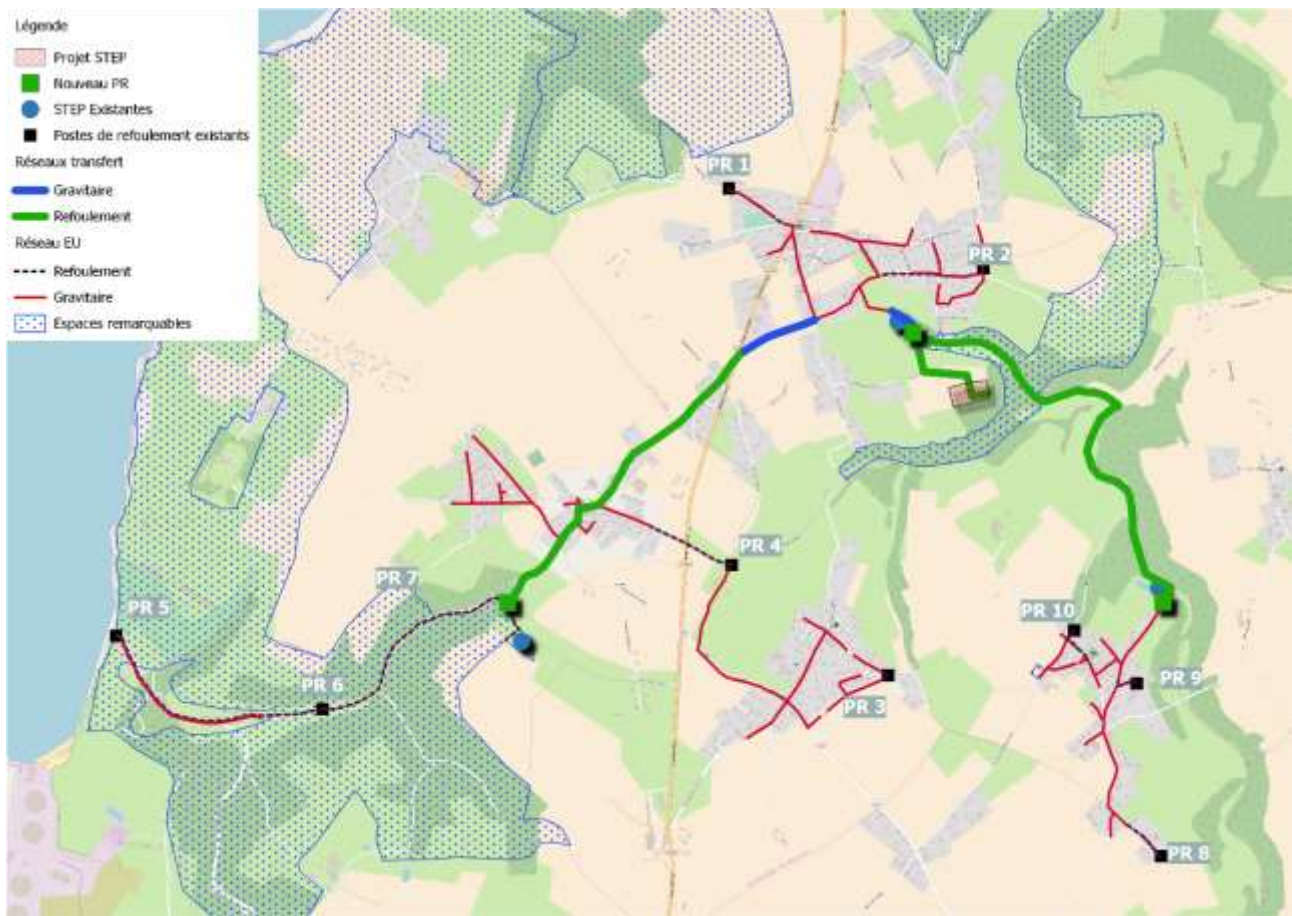 Légende
Projet STEP
Nouveau PR
STEP Existantes
Postes de refoulement existants
Réseaux transfert
Gravitaire
Refoulement
Réseau EU
Refoulement
Gravitaire
Espaces remarquables
PR 1
PR 2
PR 4
PR 7
PR 5
PR 10
PR 6
PR 9
PR 3
PR 8